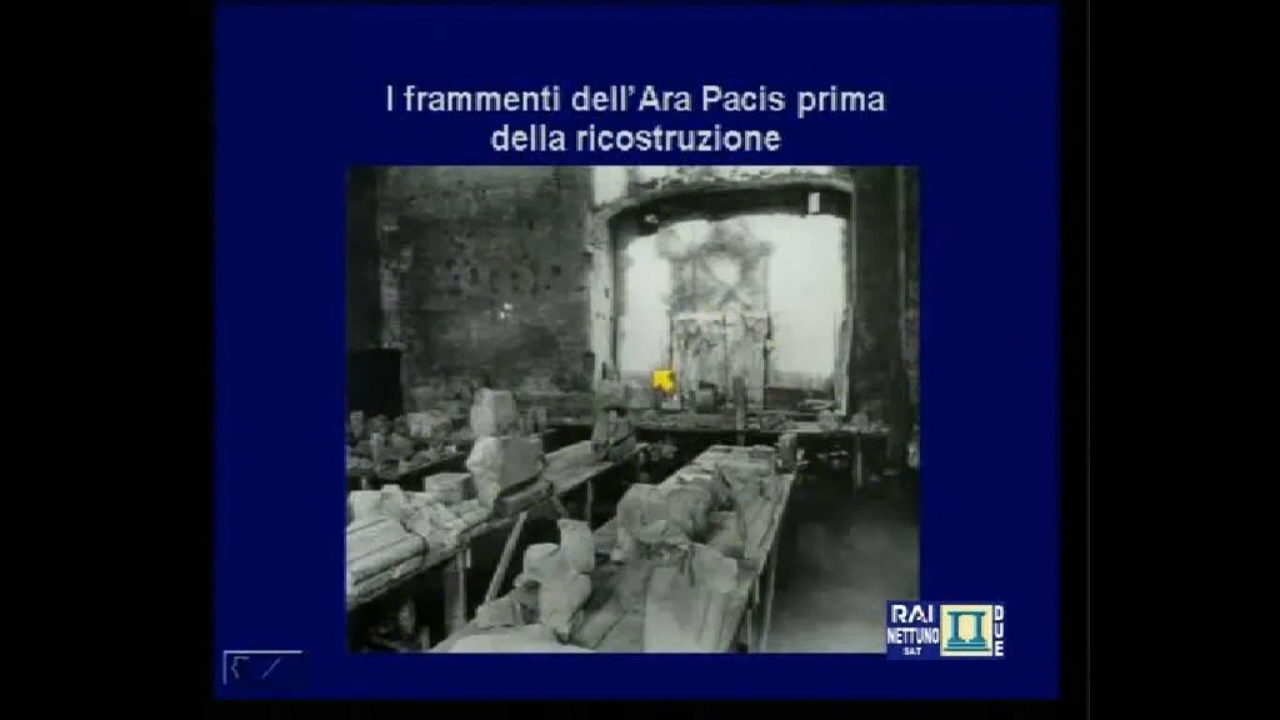 I frammenti dell'Ara Pacis prima
della ricostruzione
RAI
NETTUNO
SAT
DUE